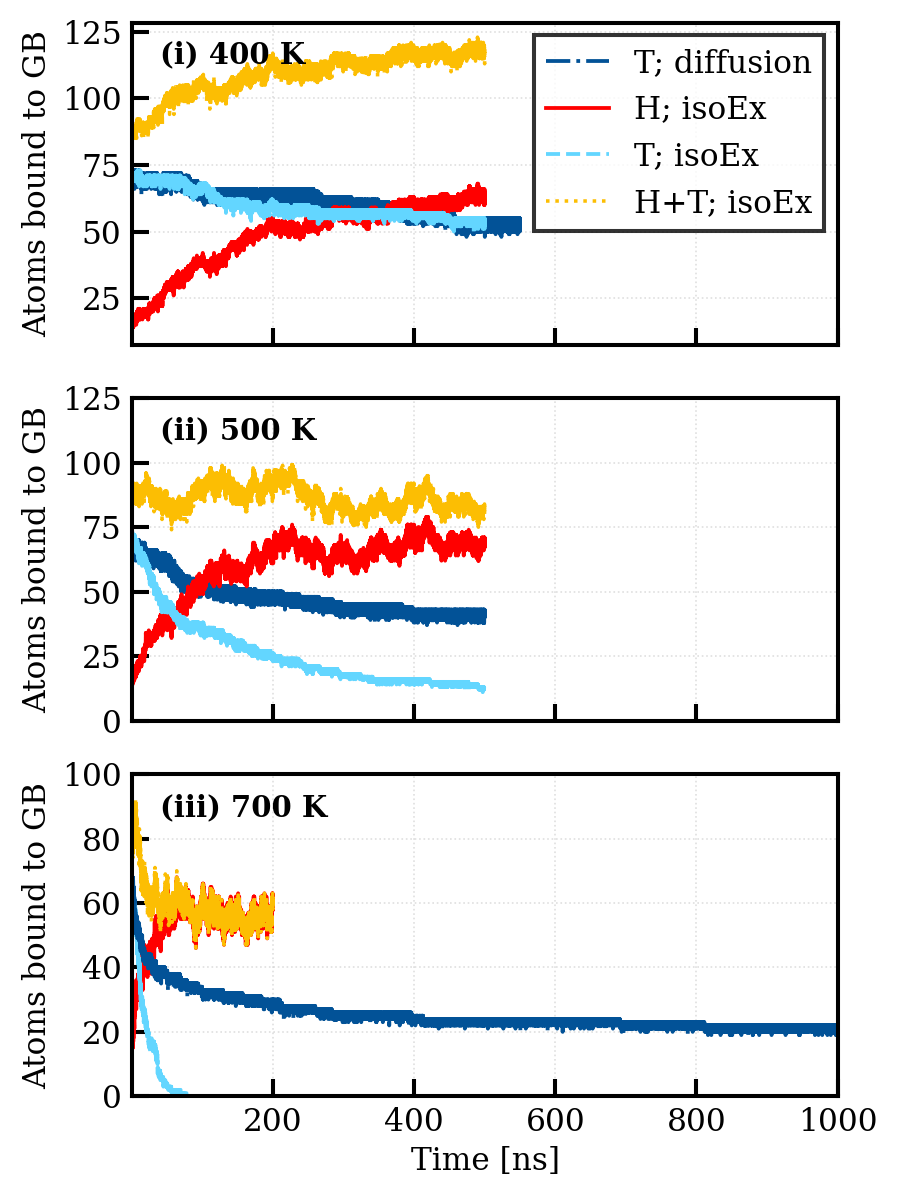 Atoms bound to GB
125
100
75
50
25
(i) 400 K
T; diffusion
H; isoEx
T; isoEx
H+T; isoEx
Atoms bound to GB
125
100
75
50
25
0
(ii) 500 K
Atoms bound to GB
100
80
60
40
20
0
(iii) 700 K
200 400 600 800 1000
Time [ns]